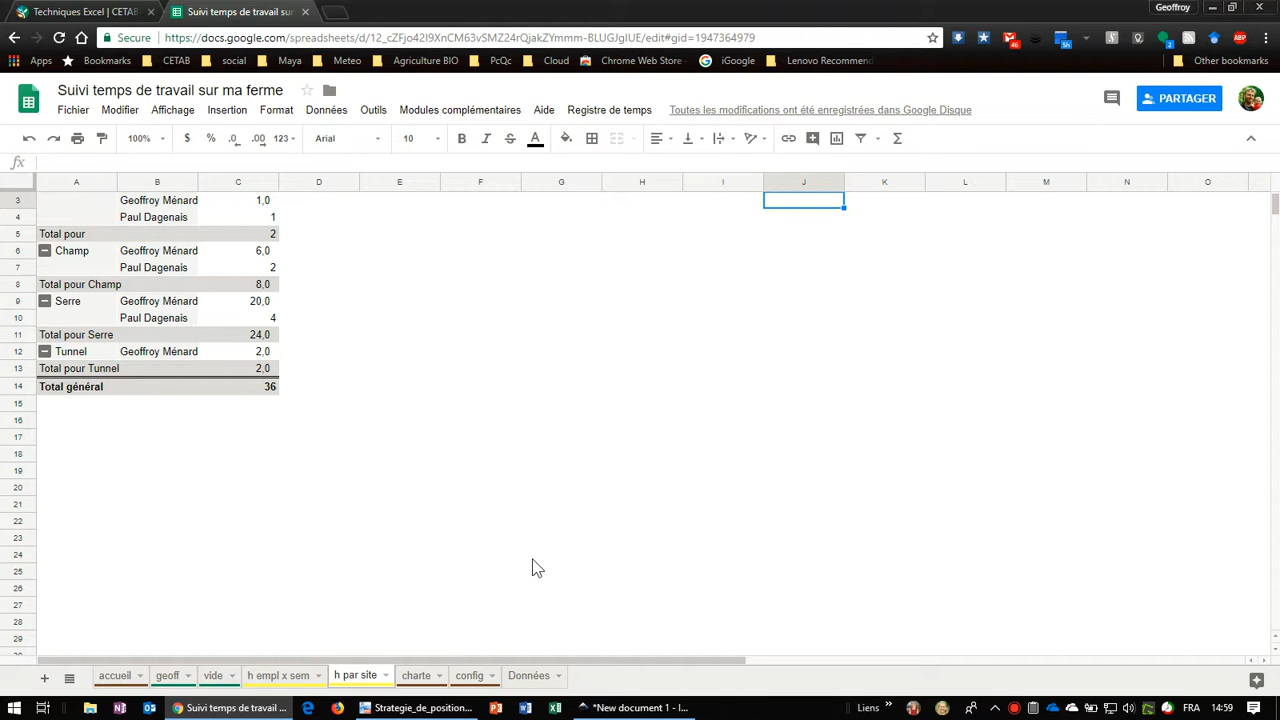 Techniques Excel | CETAB
Suivi temps de travail sur
Geoffroy
Secure
https://docs.google.com/spreadsheets/d/12_cZFjo42I9XnCM63vSMZ24rQjakZYmmm-BLUGJgIUE/edit#gid=1947364979
Apps Bookmarks CETAB social Maya Meteo Agriculture BIO PcQc Cloud Chrome Web Store iGoogle Lenovo Recommend Other bookmarks
Suivi temps de travail sur ma ferme
Fichier Modifier Affichage Insertion Format Données Outils Modules complémentaires Aide Registre de temps Toutes les modifications ont été enregistrées dans Google Disque
PARTAGER
100% $ % .0 .00 123 Arial 10 B I S A
fx
A B C D E F G H I J K L M N O
3 Geoffroy Ménard 1,0
4 Paul Dagenais 1
5 Total pour 2
6 Champ Geoffroy Ménard 6,0
7 Paul Dagenais 2
8 Total pour Champ 8,0
9 Serre Geoffroy Ménard 20,0
10 Paul Dagenais 4
11 Total pour Serre 24,0
12 Tunnel Geoffroy Ménard 2,0
13 Total pour Tunnel 2,0
14 Total général 36
15
16
17
18
19
20
21
22
23
24
25
26
27
28
29
accueil geoff vide h empl x sem h par site charte config Données
Suivi temps de travail ... Strategie_de_position... *New document 1 - I... Liens » FR 14:59